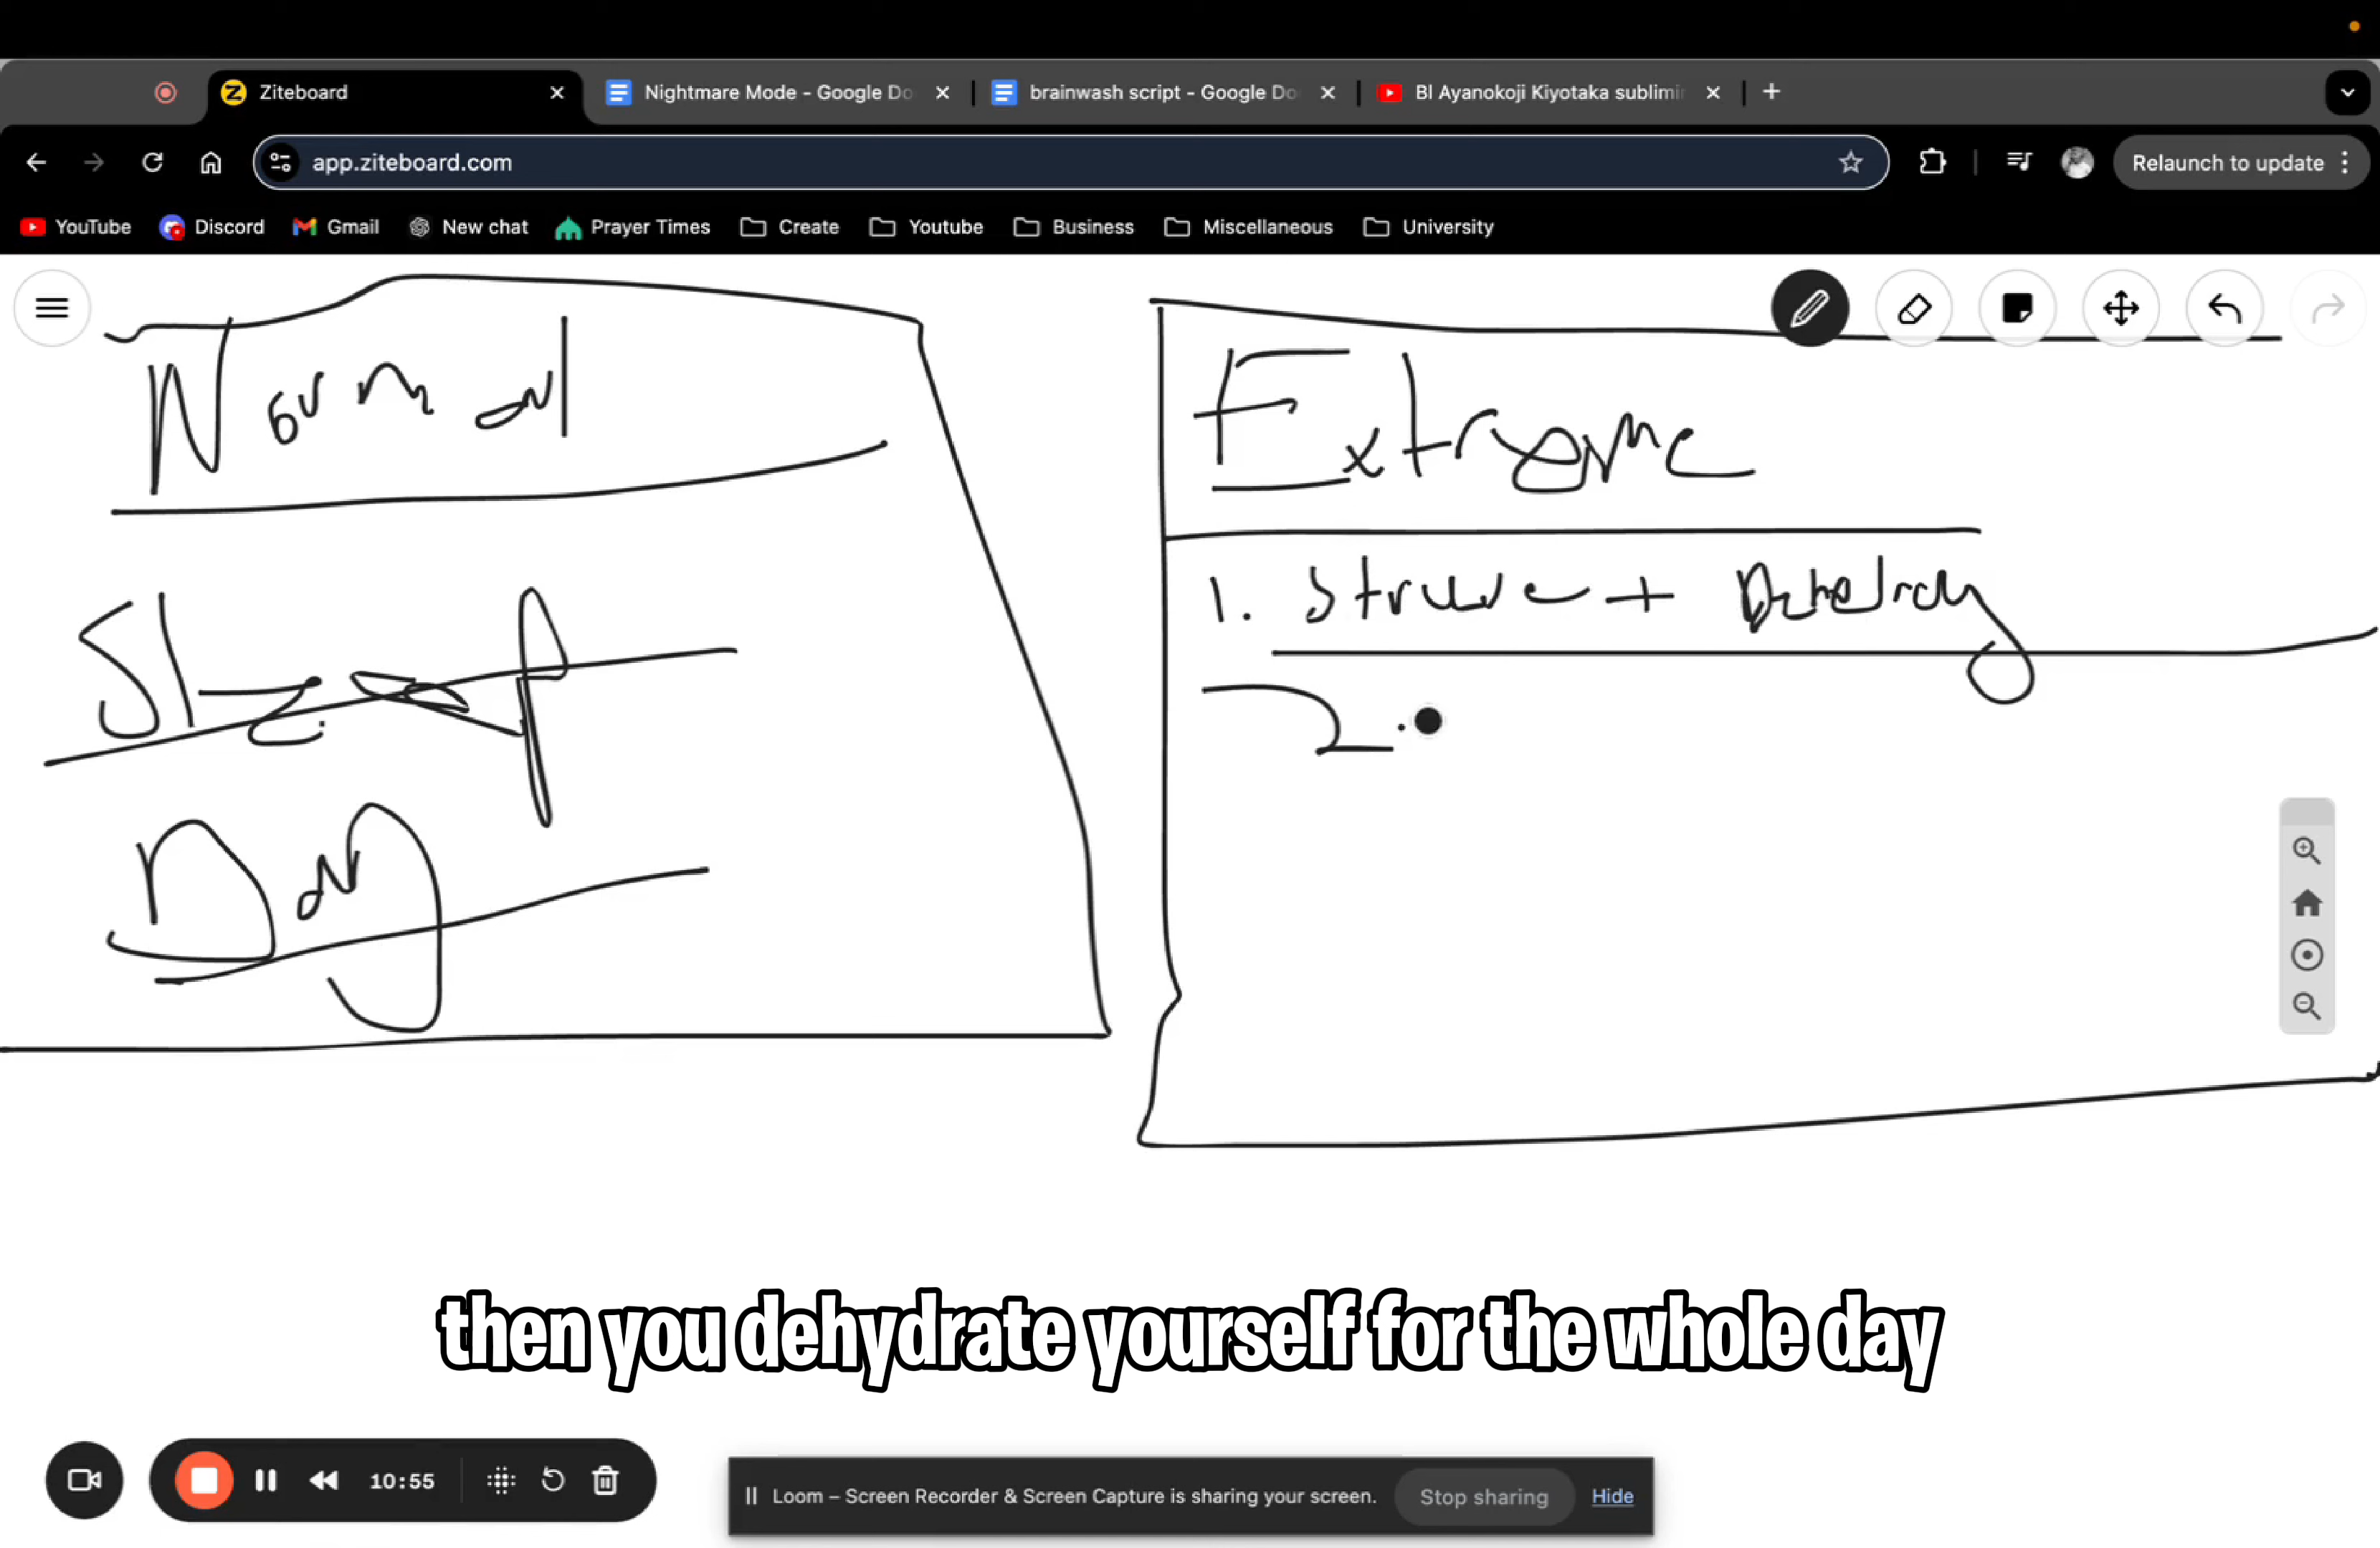 Ziteboard
Nightmare Mode - Google Do
brainwash script - Google Do
BI Ayanokoji Kiyotaka sublimin
app.ziteboard.com
Relaunch to update
YouTube
Discord
Gmail
New chat
Prayer Times
Create
Youtube
Business
Miscellaneous
University
Normal
Extreme
Sleep
1. Starve +
2.
Day
then you dehydrate yourself for the whole day
10:55
Loom – Screen Recorder & Screen Capture is sharing your screen.
Stop sharing
Hide